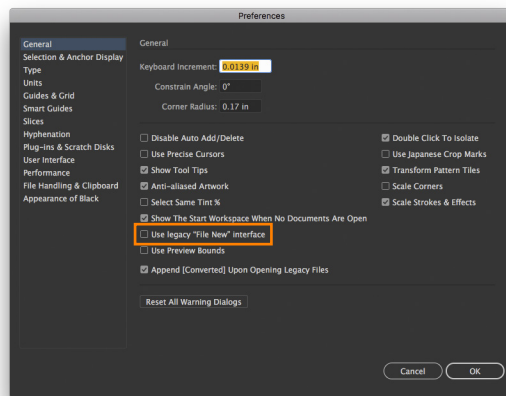 Preferences
General
Selection & Anchor Display
Type
Units
Guides & Grid
Smart Guides
Slices
Hyphenation
Plug-ins & Scratch Disks
User Interface
Performance
File Handling & Clipboard
Appearance of Black
General
Keyboard Increment: 0.0139 in
Constrain Angle: 0°
Corner Radius: 0.17 in
Disable Auto Add/Delete
Double Click To Isolate
Use Precise Cursors
Use Japanese Crop Marks
Show Tool Tips
Transform Pattern Tiles
Anti-aliased Artwork
Scale Corners
Select Same Tint %
Scale Strokes & Effects
Show The Start Workspace When No Documents Are Open
Use legacy "File New" interface
Use Preview Bounds
Append [Converted] Upon Opening Legacy Files
Reset All Warning Dialogs
Cancel
OK